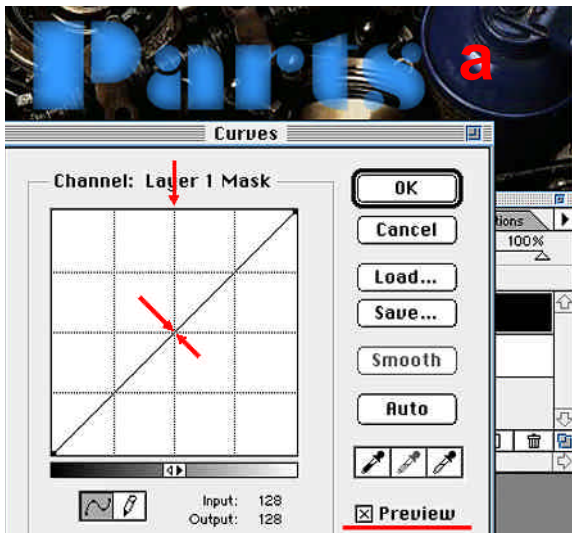 Parts a
Curves
Channel: Layer 1 Mask
OK
Cancel
Load...
Save...
Smooth
Auto
Input: 128
Output: 128
Preview
100%